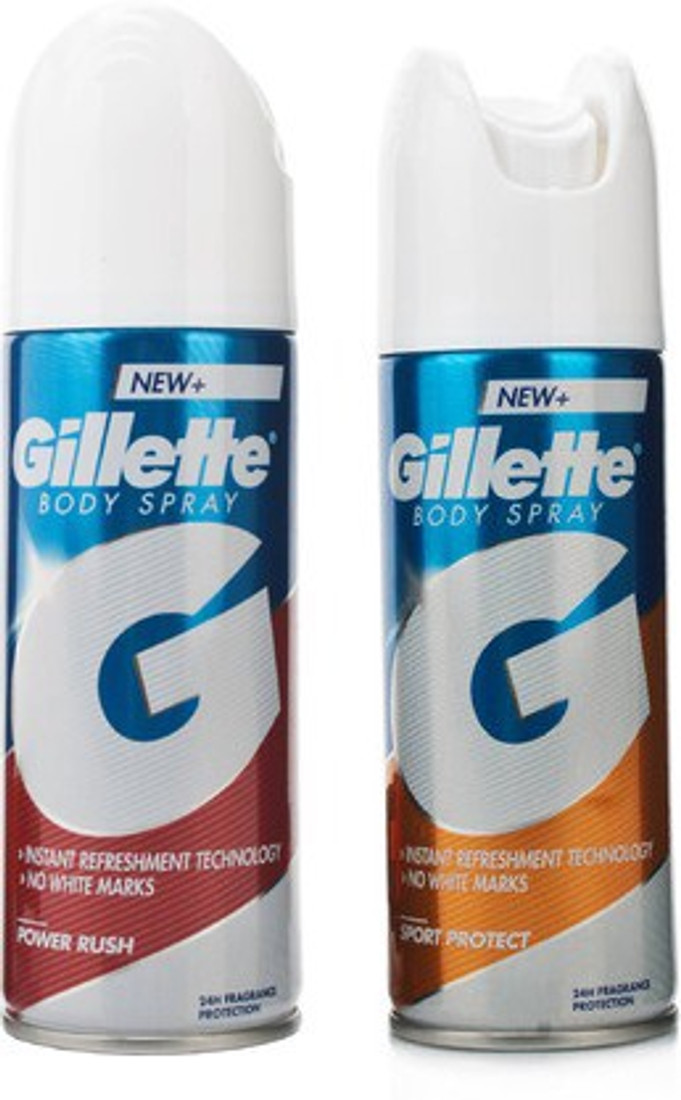 NEW+
Gillette
BODY SPRAY
G
› INSTANT REFRESHMENT TECHNOLOGY
› NO WHITE MARKS
POWER RUSH
24H FRAGRANCE
PROTECTION
NEW+
Gillette
BODY SPRAY
G
› INSTANT REFRESHMENT TECHNOLOGY
› NO WHITE MARKS
SPORT PROTECT
24H FRAGRANCE
PROTECTION